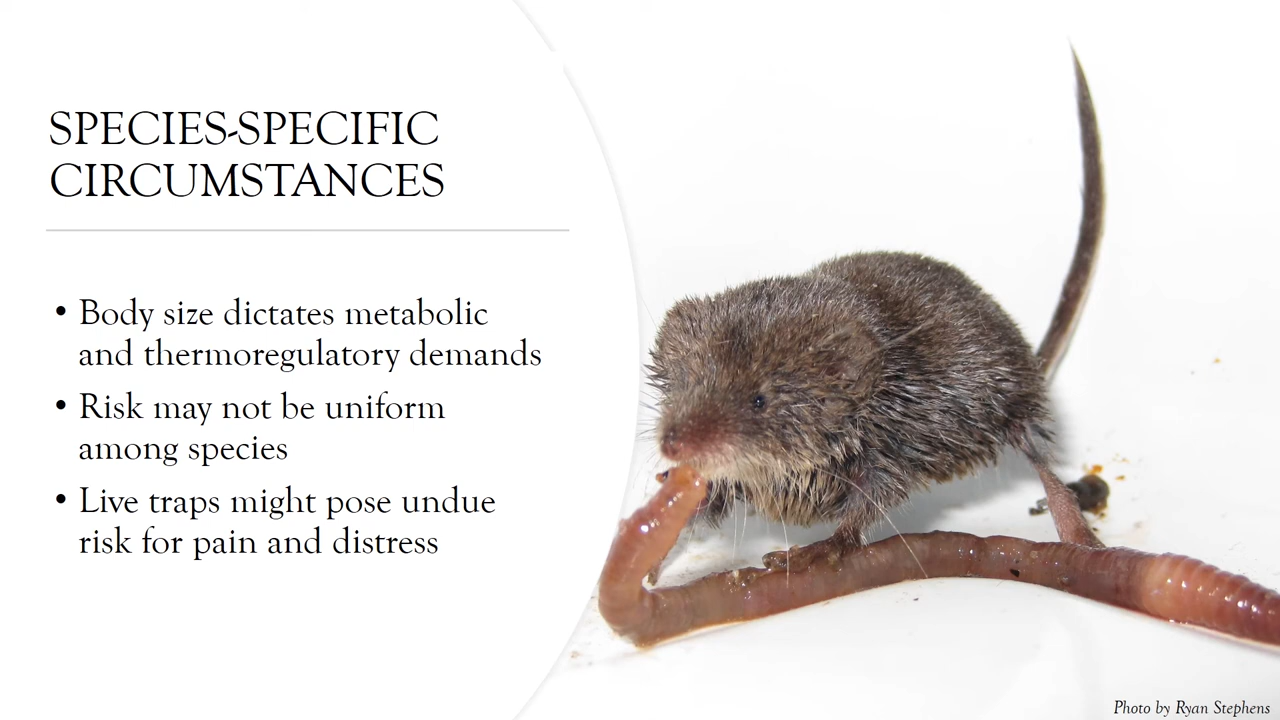 SPECIES-SPECIFIC
CIRCUMSTANCES
• Body size dictates metabolic
and thermoregulatory demands
• Risk may not be uniform
among species
• Live traps might pose undue
risk for pain and distress
Photo by Ryan Stephens